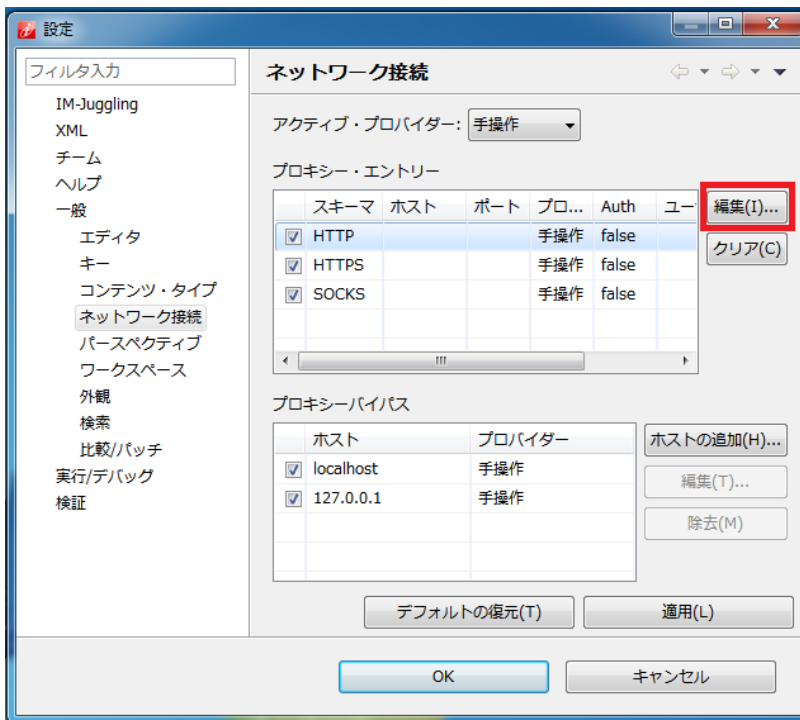 設定
フィルタ入力
IM-Juggling
XML
チーム
ヘルプ
一般
エディタ
キー
コンテンツ・タイプ
ネットワーク接続
パースペクティブ
ワークスペース
外観
検索
比較/パッチ
実行/デバッグ
検証
ネットワーク接続
アクティブ・プロバイダー: 手操作
プロキシー・エントリー
スキーマ ホスト ポート プロ... Auth ユー
HTTP 手操作 false
HTTPS 手操作 false
SOCKS 手操作 false
編集(I)...
クリア(C)
プロキシーバイパス
ホスト プロバイダー
localhost 手操作
127.0.0.1 手操作
ホストの追加(H)...
編集(T)...
除去(M)
デフォルトの復元(T) 適用(L)
OK キャンセル